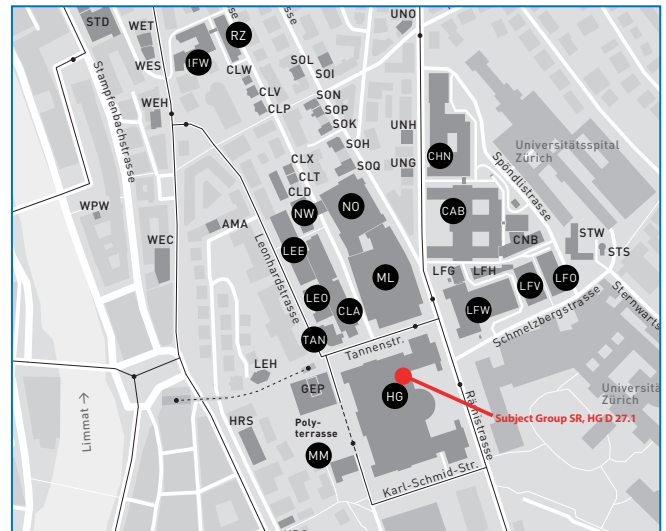 STD
WET
RZ
UNO
WES
IFW
CLW
SOL
SOI
Stampfenbachstrasse
WEH
CLV
CLP
SON
SOP
SOK
UNH
SOH
CHN
Universitätsspital
Zürich
CLX
CLT
CLD
SOQ
UNG
Spöndlistrasse
WPW
NW
NO
CAB
AMA
WEC
LEE
Leonhardstrasse
CNB
STW
STS
ML
LFG
LFH
LEO
CLA
LFW
LFV
LFO
Sternwarts
Schmelzbergstrasse
TAN
Tannenstr.
LEH
GEP
HG
Rämistrasse
Universitä
Zürich
Limmat →
HRS
Poly-
terrasse
Subject Group SR, HG D 27.1
MM
Karl-Schmid-Str.